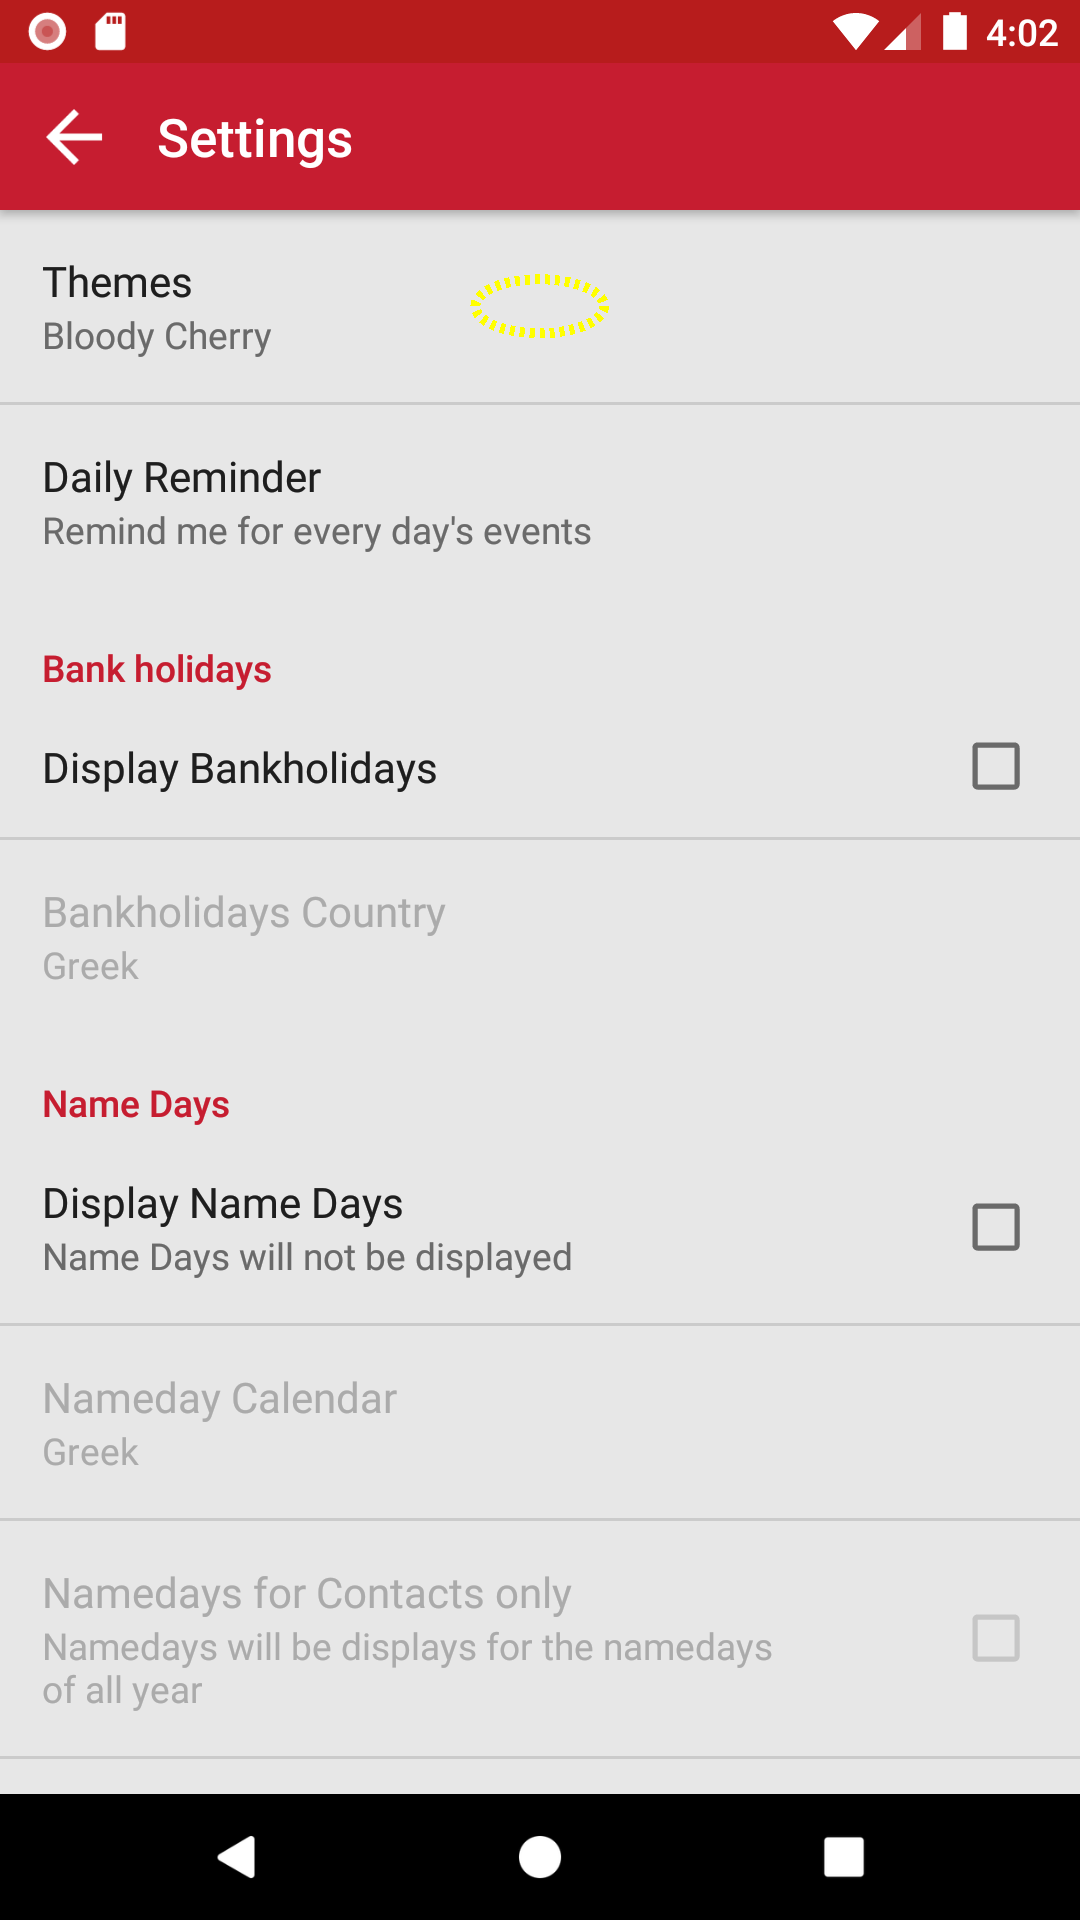 4:02
Settings
Themes
Bloody Cherry
Daily Reminder
Remind me for every day's events
Bank holidays
Display Bankholidays
Bankholidays Country
Greek
Name Days
Display Name Days
Name Days will not be displayed
Nameday Calendar
Greek
Namedays for Contacts only
Namedays will be displays for the namedays
of all year